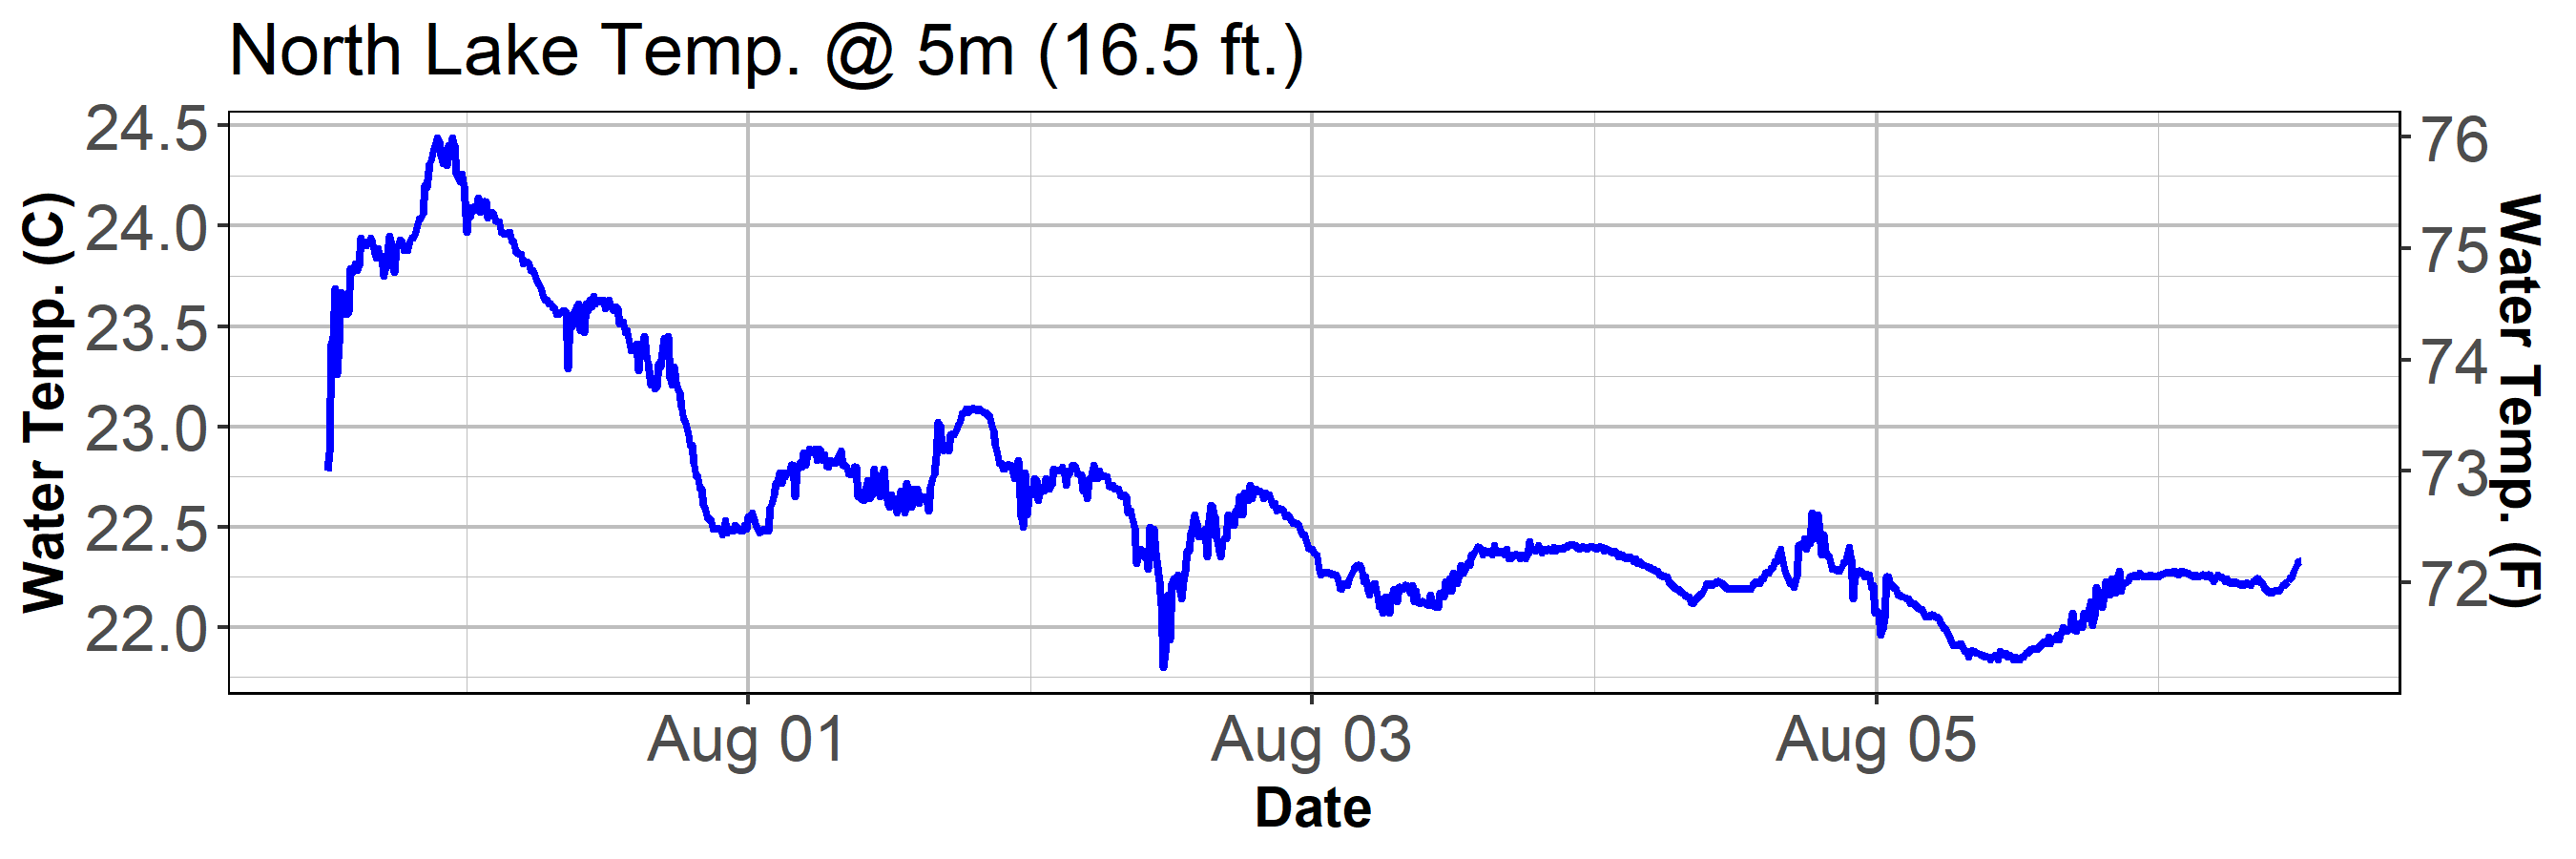 North Lake Temp. @ 5m (16.5 ft.)
Water Temp. (C)
24.5
24.0
23.5
23.0
22.5
22.0
76
75
74
73
72
Water Temp. (F)
Aug 01
Aug 03
Aug 05
Date